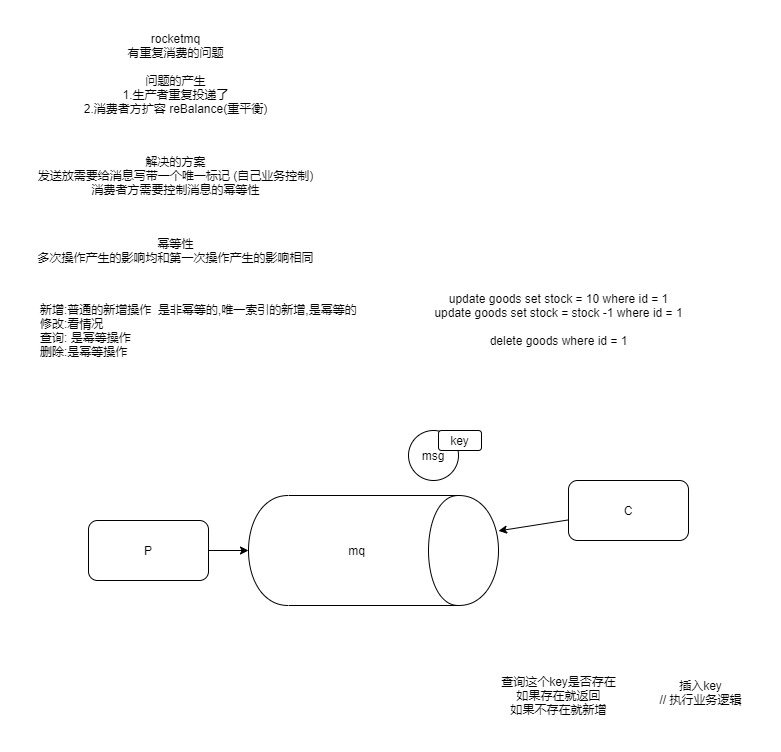 rocketmq
有重复消费的问题
问题的产生
1.生产者重复投递了
2.消费者方扩容 reBalance(重平衡)
解决的方案
发送放需要给消息写带一个唯一标记 (自己业务控制)
消费者方需要控制消息的幂等性
幂等性
多次操作产生的影响均和第一次操作产生的影响相同
新增:普通的新增操作 是非幂等的,唯一索引的新增,是幂等的
修改:看情况
查询: 是幂等操作
删除:是幂等操作
update goods set stock = 10 where id = 1
update goods set stock = stock -1 where id = 1
delete goods where id = 1
key
msg
P
mq
C
查询这个key是否存在
如果存在就返回
如果不存在就新增
插入key
// 执行业务逻辑